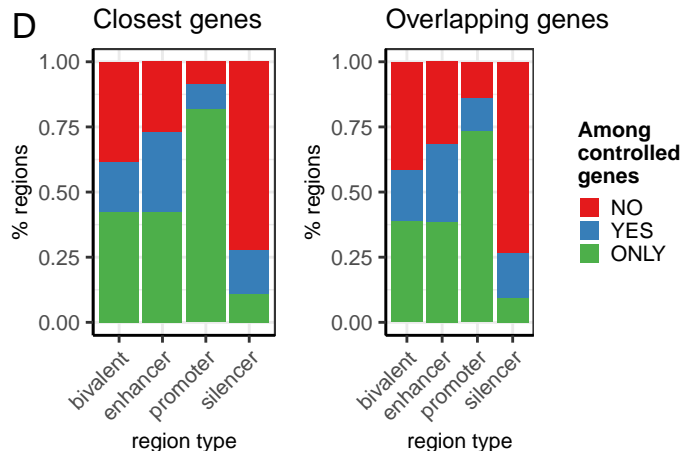 D
Closest genes
Overlapping genes
% regions
1.00
0.75
0.50
0.25
0.00
bivalent
enhancer
promoter
silencer
region type
% regions
1.00
0.75
0.50
0.25
0.00
bivalent
enhancer
promoter
silencer
region type
Among
controlled
genes
NO
YES
ONLY